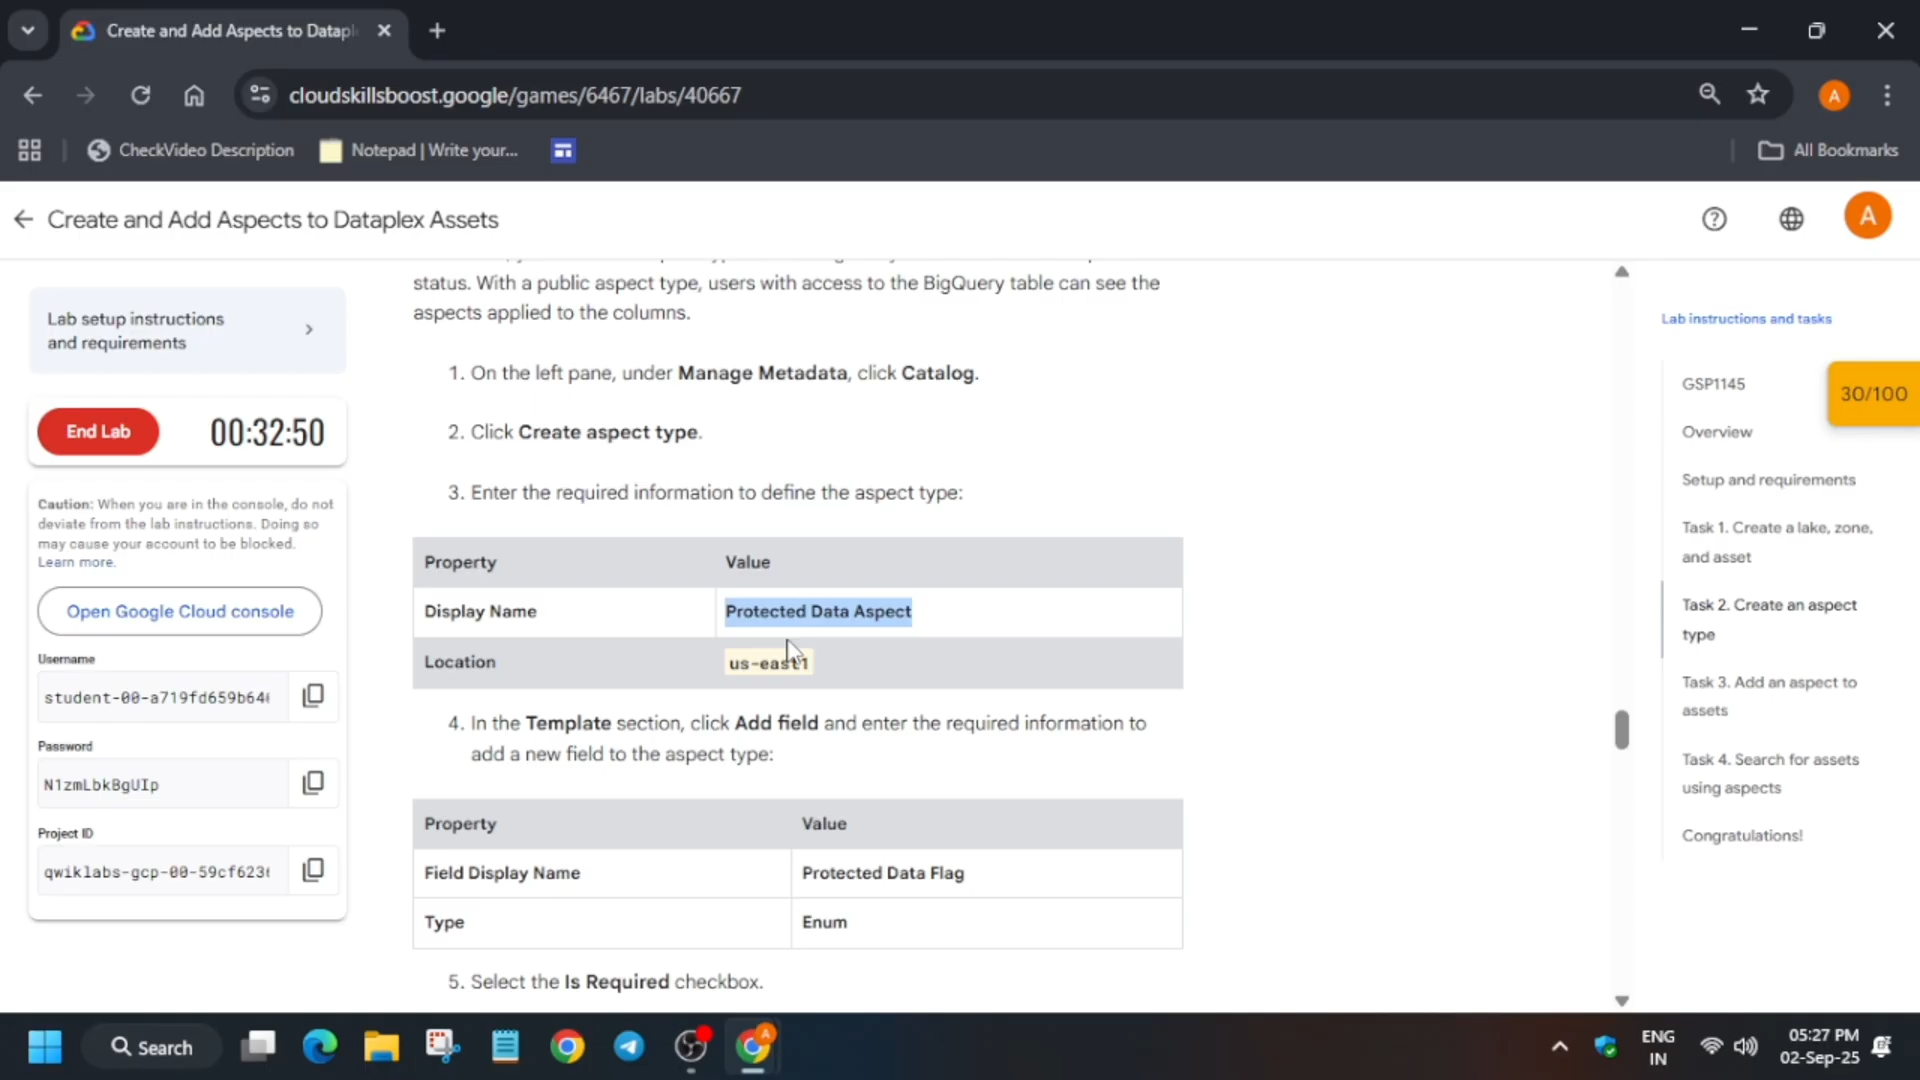 Create and Add Aspects to Datapl
cloudskillsboost.google/games/6467/labs/40667
A
CheckVideo Description
Notepad | Write your...
All Bookmarks
Create and Add Aspects to Dataplex Assets
A
Lab setup instructions
and requirements
End Lab
00:32:50
Caution: When you are in the console, do not
deviate from the lab instructions. Doing so
may cause your account to be blocked.
Learn more.
Open Google Cloud console
Username
student-00-a719fd659b64
Password
N1zmLbkBgUIp
Project ID
qwiklabs-gcp-00-59cf623
status. With a public aspect type, users with access to the BigQuery table can see the
aspects applied to the columns.
1. On the left pane, under Manage Metadata, click Catalog.
2. Click Create aspect type.
3. Enter the required information to define the aspect type:
Property Value
Display Name Protected Data Aspect
Location us-east1
4. In the Template section, click Add field and enter the required information to
add a new field to the aspect type:
Property Value
Field Display Name Protected Data Flag
Type Enum
5. Select the Is Required checkbox.
Lab instructions and tasks
GSP1145
30/100
Overview
Setup and requirements
Task 1. Create a lake, zone,
and asset
Task 2. Create an aspect
type
Task 3. Add an aspect to
assets
Task 4. Search for assets
using aspects
Congratulations!
Search
A
ENG
IN
05:27 PM
02-Sep-25